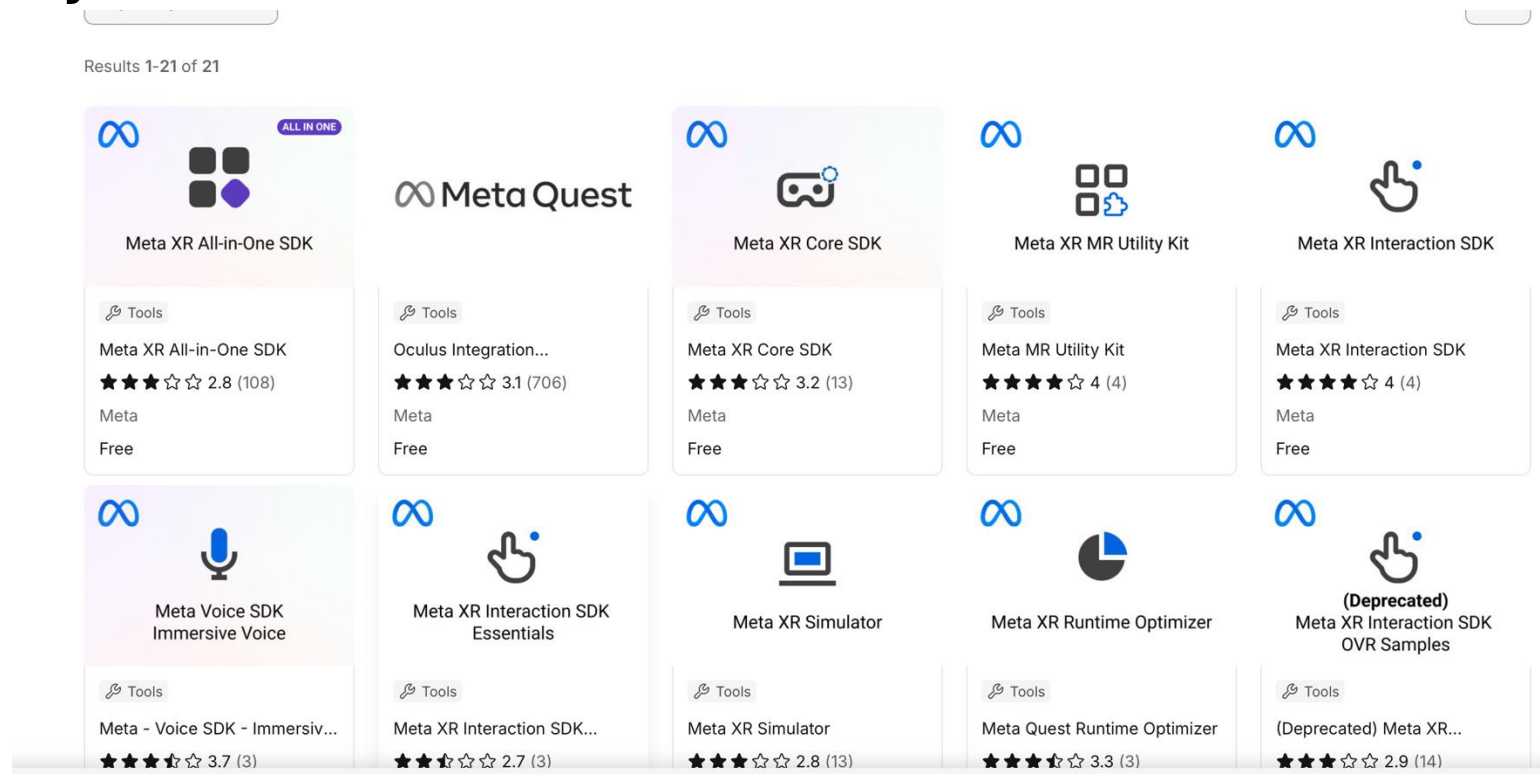 Results 1-21 of 21
ALL IN ONE
Meta XR All-in-One SDK
Tools
Meta XR All-in-One SDK
2.8 (108)
Meta
Free
Meta Quest
Tools
Oculus Integration...
3.1 (706)
Meta
Free
Meta XR Core SDK
Tools
Meta XR Core SDK
3.2 (13)
Meta
Free
Meta XR MR Utility Kit
Tools
Meta MR Utility Kit
4 (4)
Meta
Free
Meta XR Interaction SDK
Tools
Meta XR Interaction SDK
4 (4)
Meta
Free
Meta Voice SDK
Immersive Voice
Tools
Meta - Voice SDK - Immersiv...
3.7 (3)
Meta XR Interaction SDK
Essentials
Tools
Meta XR Interaction SDK...
2.7 (3)
Meta XR Simulator
Tools
Meta XR Simulator
2.8 (13)
Meta XR Runtime Optimizer
Tools
Meta Quest Runtime Optimizer
3.3 (3)
(Deprecated)
Meta XR Interaction SDK
OVR Samples
Tools
(Deprecated) Meta XR...
2.9 (14)